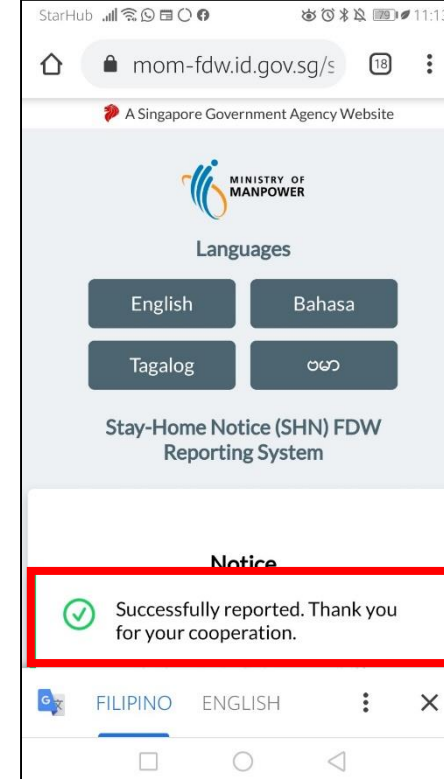 StarHub 79 11:13
mom-fdw.id.gov.sg/s 18
A Singapore Government Agency Website
MINISTRY OF
MANPOWER
Languages
English Bahasa
Tagalog ဗမာ
Stay-Home Notice (SHN) FDW
Reporting System
Notice
Successfully reported. Thank you
for your cooperation.
FILIPINO ENGLISH